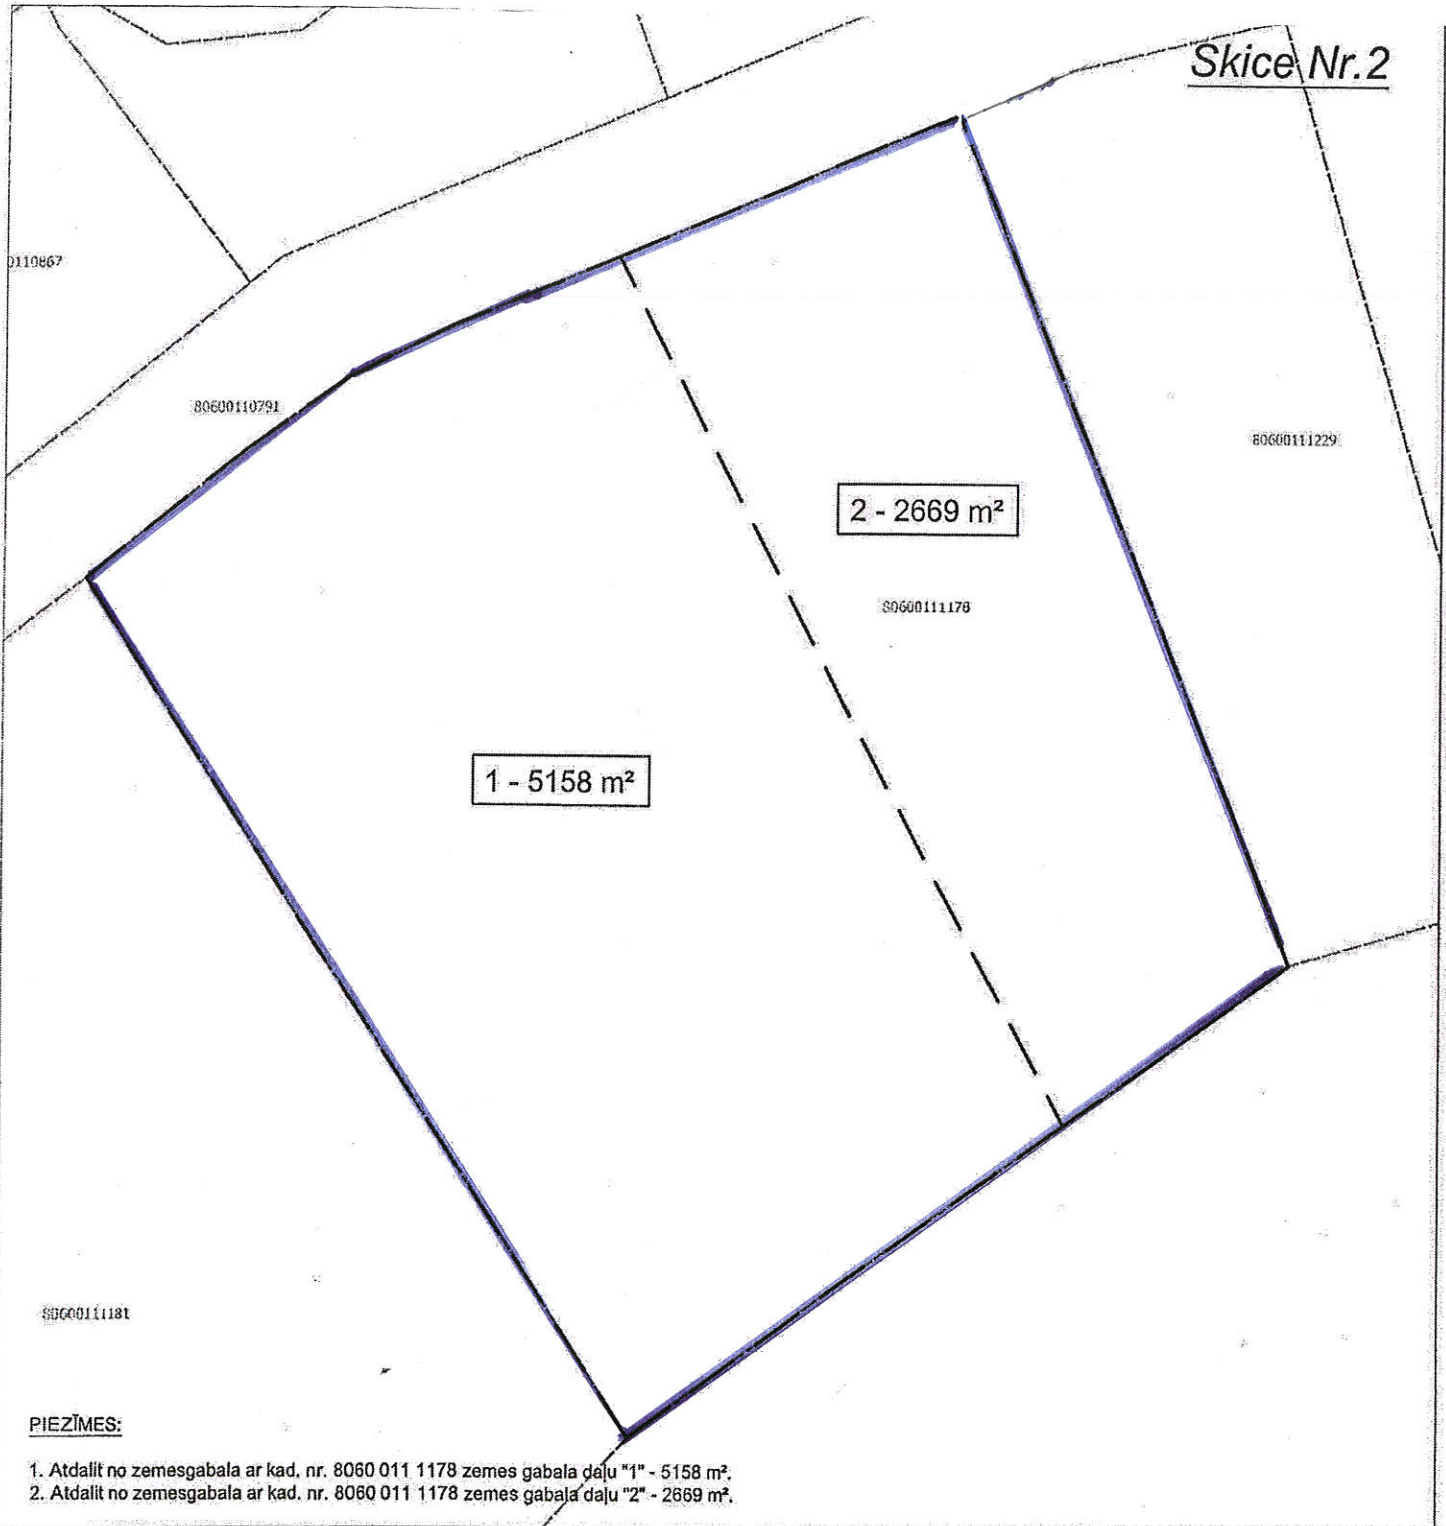 Skice Nr.2
0110867
80600110791
80600111229
2 - 2669 m²
80600111178
1 - 5158 m²
80600111181
PIEZĪMES:
1. Atdalīt no zemesgabala ar kad. nr. 8060 011 1178 zemes gabala daļu "1" - 5158 m².
2. Atdalīt no zemesgabala ar kad. nr. 8060 011 1178 zemes gabala daļu "2" - 2669 m².